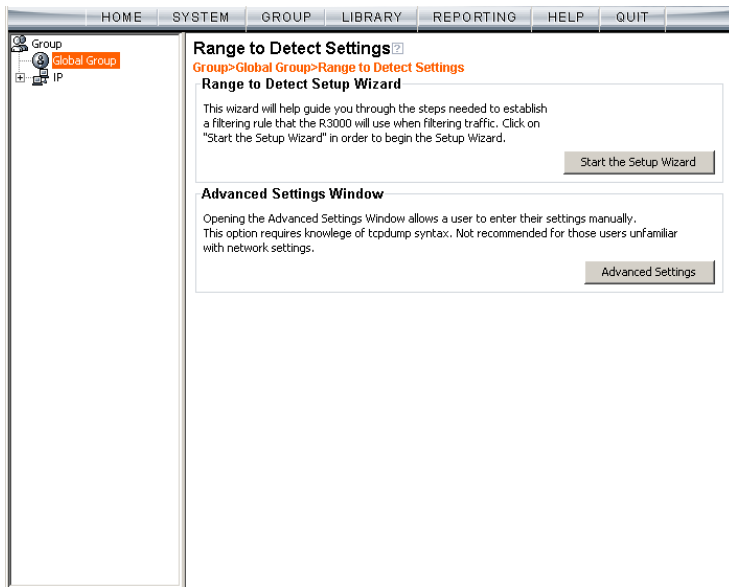 HOME SYSTEM GROUP LIBRARY REPORTING HELP QUIT
Group
Global Group
IP
Range to Detect Settings?
Group>Global Group>Range to Detect Settings
Range to Detect Setup Wizard
This wizard will help guide you through the steps needed to establish
a filtering rule that the R3000 will use when filtering traffic. Click on
"Start the Setup Wizard" in order to begin the Setup Wizard.
Start the Setup Wizard
Advanced Settings Window
Opening the Advanced Settings Window allows a user to enter their settings manually.
This option requires knowlege of tcpdump syntax. Not recommended for those users unfamiliar
with network settings.
Advanced Settings